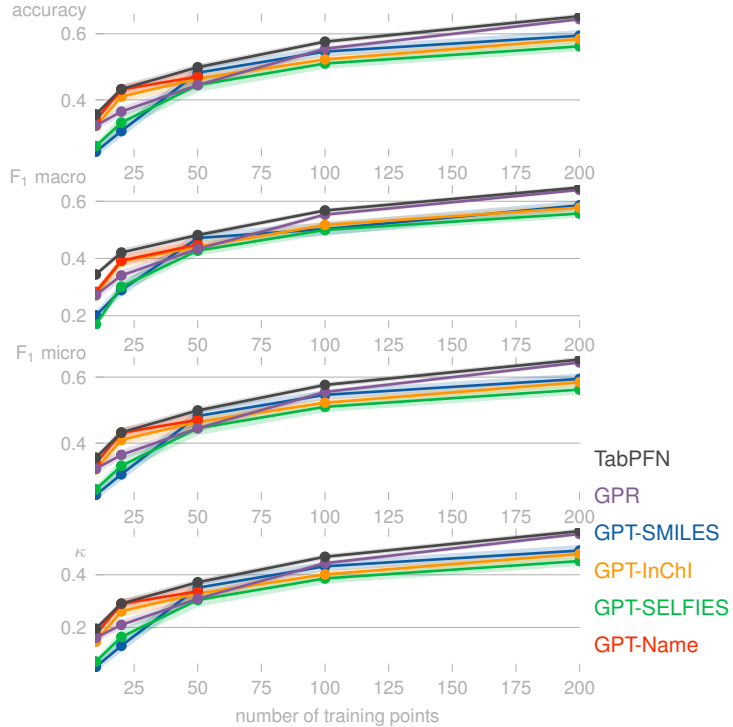 accuracy
0.6
0.4
25 50 75 100 125 150 175 200
F₁ macro
0.6
0.4
0.2
25 50 75 100 125 150 175 200
F₁ micro
0.6
0.4
25 50 75 100 125 150 175 200
κ
0.4
0.2
25 50 75 100 125 150 175 200
number of training points
TabPFN
GPR
GPT-SMILES
GPT-InChI
GPT-SELFIES
GPT-Name